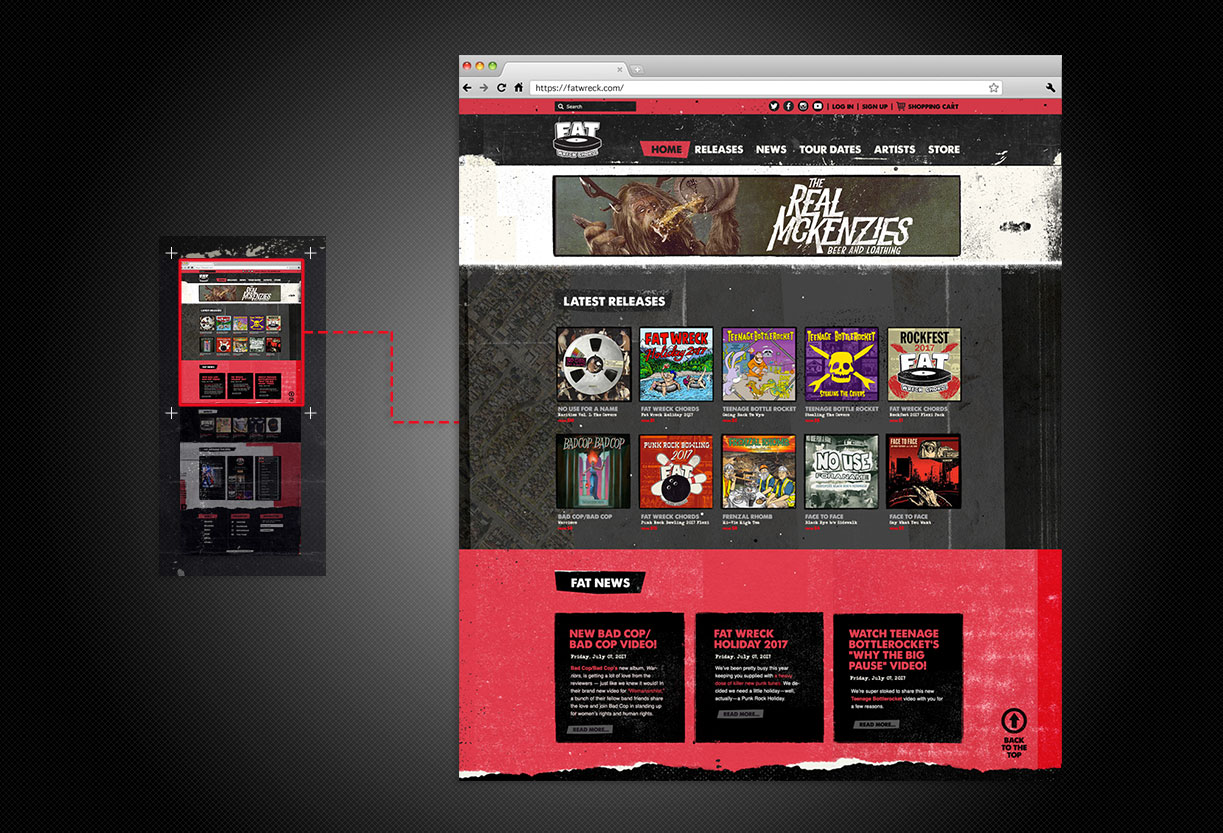 https://fatwreck.com/
Search
| LOG IN | SIGN UP | SHOPPING CART
FAT
WRECK CHORDS
HOME RELEASES NEWS TOUR DATES ARTISTS STORE
THE
REAL
MCKENZIES
BEER AND LOATHING
LATEST RELEASES
FAT WRECK
Holiday 2017
TEENAGE BOTTLEROCKET
TEENAGE BOTTLEROCKET
STEALING THE COVERS
ROCKFEST
2017
FAT
NO USE FOR A NAME
Rarities Vol. 1: The Covers
FAT WRECK CHORDS
Fat Wreck Holiday 2017
TEENAGE BOTTLE ROCKET
Going Back To Wyo
TEENAGE BOTTLE ROCKET
Stealing The Covers
FAT WRECK CHORDS
Rockfest 2017 Flexi Pack
BAD COP BAD COP
PUNK ROCK BOWLING
2017
FAT
FRENZAL RHOMB
NO USE
FOR A NAME
FACE TO FACE
BAD COP/BAD COP
Warriors
FAT WRECK CHORDS
Punk Rock Bowling 2017 Flexi
FRENZAL RHOMB
Hi-Vis High Tea
FACE TO FACE
Black Eye b/w Sidewalk
FACE TO FACE
Say What You Want
FAT NEWS
NEW BAD COP/
BAD COP VIDEO!
Friday, July 07, 2017
Bad Cop/Bad Cop's new album, War-
riors, is getting a lot of love from the
reviewers — just like we knew it would! In
their brand new video for "Womanarchist,"
a bunch of their fellow band friends share
the love and join Bad Cop in standing up
for women's rights and human rights.
READ MORE...
FAT WRECK
HOLIDAY 2017
Friday, July 07, 2017
We've been pretty busy this year
keeping you supplied with a heavy
dose of killer new punk tunes. We de-
cided we need a little holiday—well,
actually—a Punk Rock Holiday.
READ MORE...
WATCH TEENAGE
BOTTLEROCKET'S
"WHY THE BIG
PAUSE" VIDEO!
Friday, July 07, 2017
We're super stoked to share this new
Teenage Bottlerocket video with you for
a few reasons.
READ MORE...
BACK
TO THE
TOP